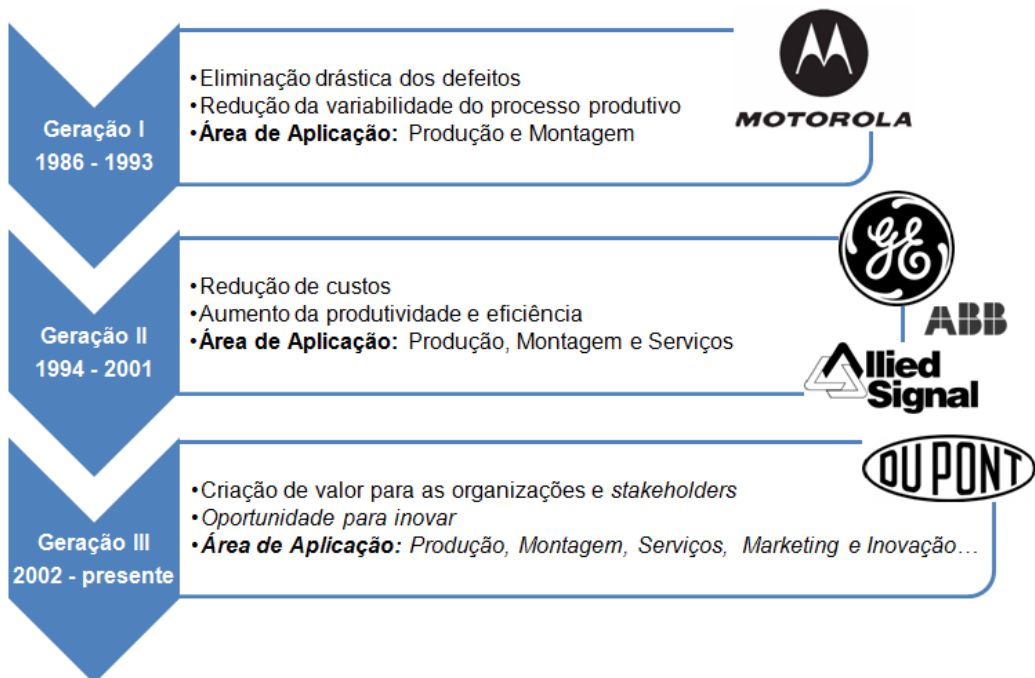 Geração I
1986 - 1993
•Eliminação drástica dos defeitos
•Redução da variabilidade do processo produtivo
•Área de Aplicação: Produção e Montagem
MOTOROLA
Geração II
1994 - 2001
•Redução de custos
•Aumento da produtividade e eficiência
•Área de Aplicação: Produção, Montagem e Serviços
GE
ABB
Allied
Signal
Geração III
2002 - presente
•Criação de valor para as organizações e stakeholders
•Oportunidade para inovar
•Área de Aplicação: Produção, Montagem, Serviços, Marketing e Inovação…
DU PONT